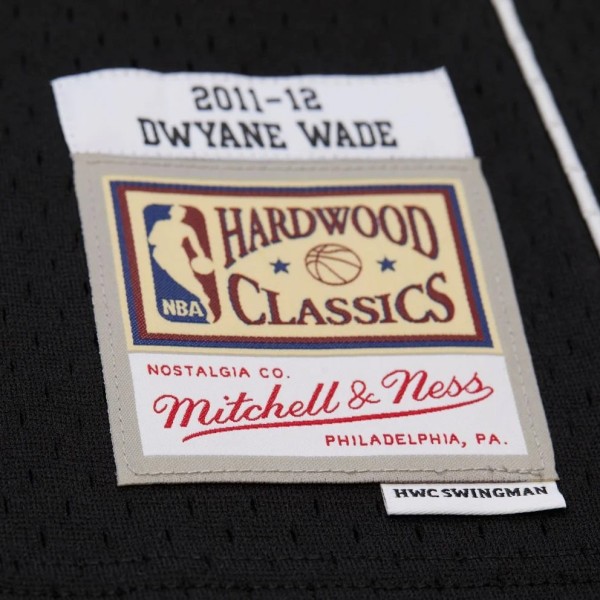 2011-12
DWYANE WADE
HARDWOOD
CLASSICS
NBA
NOSTALGIA CO.
Mitchell & Ness
PHILADELPHIA, PA.
HWC SWINGMAN